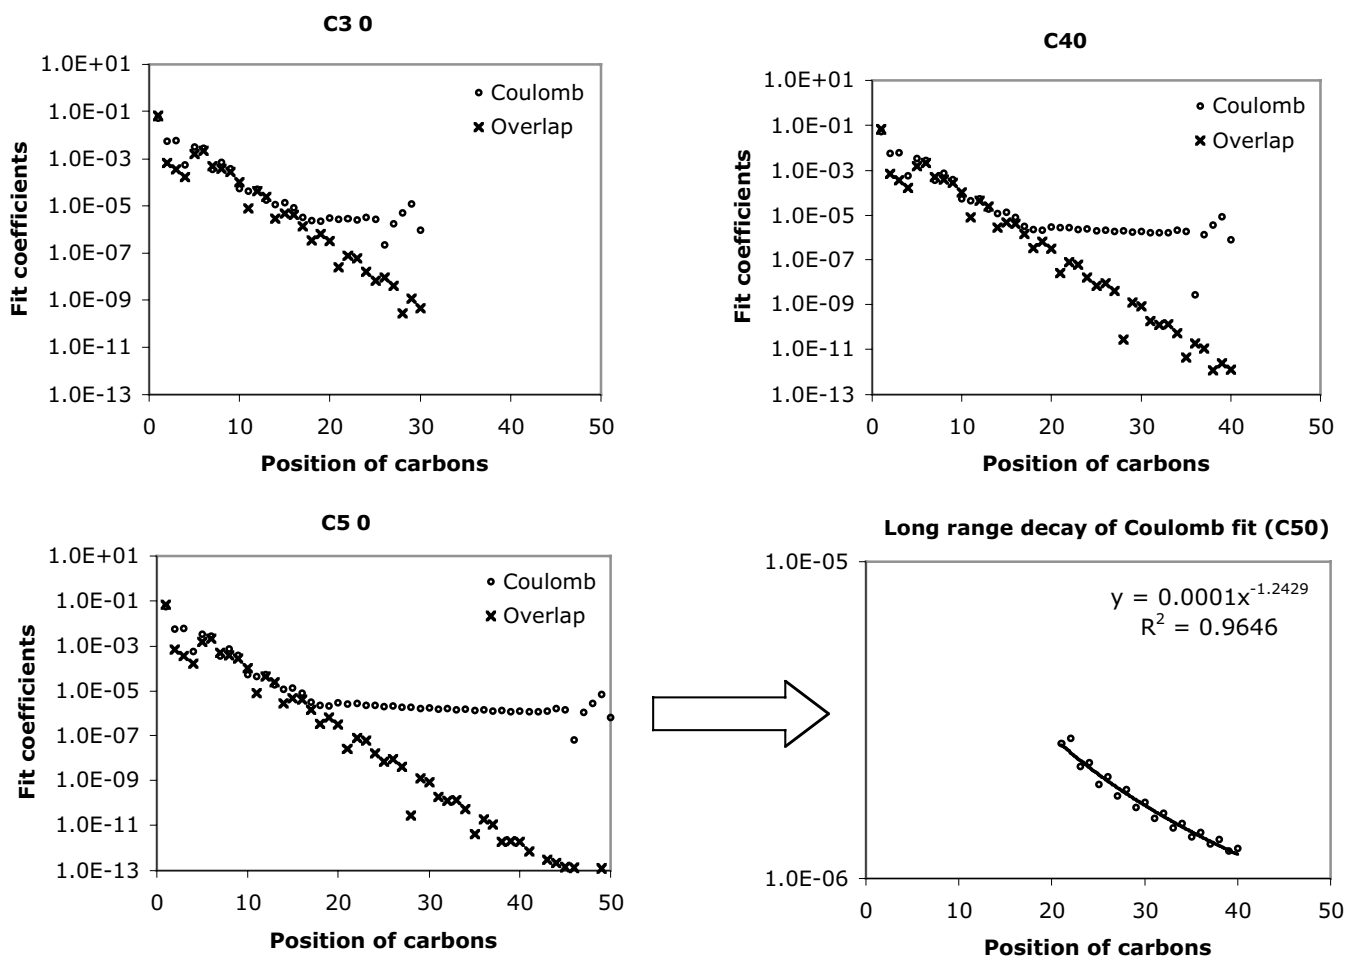 C3 0
1.0E+01
1.0E-01
1.0E-03
1.0E-05
1.0E-07
1.0E-09
1.0E-11
1.0E-13
Fit coefficients
Coulomb
Overlap
0 10 20 30 40 50
Position of carbons
C40
1.0E+01
1.0E-01
1.0E-03
1.0E-05
1.0E-07
1.0E-09
1.0E-11
1.0E-13
Fit coefficients
Coulomb
Overlap
0 10 20 30 40 50
Position of carbons
C5 0
1.0E+01
1.0E-01
1.0E-03
1.0E-05
1.0E-07
1.0E-09
1.0E-11
1.0E-13
Fit coefficients
Coulomb
Overlap
0 10 20 30 40 50
Position of carbons
Long range decay of Coulomb fit (C50)
1.0E-05
1.0E-06
y = 0.0001x^-1.2429
R^2 = 0.9646
0 10 20 30 40 50
Position of carbons